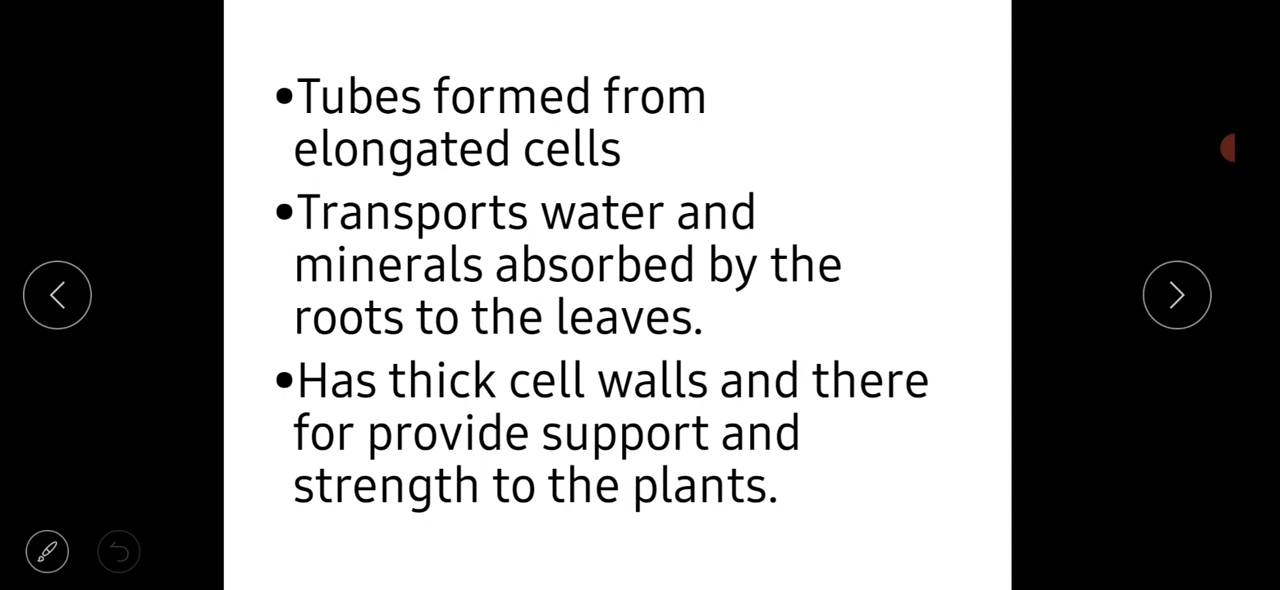 •Tubes formed from
elongated cells
•Transports water and
minerals absorbed by the
roots to the leaves.
•Has thick cell walls and there
for provide support and
strength to the plants.